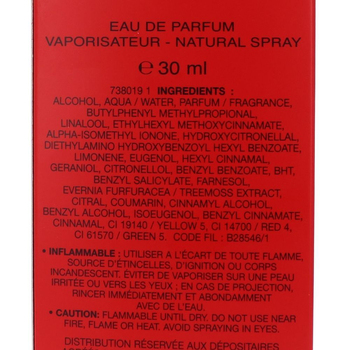 EAU DE PARFUM
VAPORISATEUR - NATURAL SPRAY
℮ 30 ml
738019 1 INGREDIENTS :
ALCOHOL, AQUA / WATER, PARFUM / FRAGRANCE,
BUTYLPHENYL METHYLPROPIONAL,
LINALOOL, ETHYLHEXYL METHOXYCINNAMATE,
ALPHA-ISOMETHYL IONONE, HYDROXYCITRONELLAL,
DIETHYLAMINO HYDROXYBENZOYL HEXYL BENZOATE,
LIMONENE, EUGENOL, HEXYL CINNAMAL,
GERANIOL, CITRONELLOL, BENZYL BENZOATE, BHT,
BENZYL SALICYLATE, FARNESOL,
EVERNIA FURFURACEA / TREEMOSS EXTRACT,
CITRAL, COUMARIN, CINNAMYL ALCOHOL,
BENZYL ALCOHOL, ISOEUGENOL, BENZYL CINNAMATE,
CINNAMAL, CI 19140 / YELLOW 5, CI 14700 / RED 4,
CI 61570 / GREEN 5. CODE FIL : B28546/1
• INFLAMMABLE : UTILISER A L'ÉCART DE TOUTE FLAMME,
SOURCE D'ÉTINCELLES, D'IGNITION OU CORPS
INCANDESCENT. ÉVITER DE VAPORISER SUR UNE PEAU
IRRITÉE OU VERS LES YEUX ; EN CAS DE PROJECTION,
RINCER IMMÉDIATEMENT ET ABONDAMMENT
AVEC DE L'EAU.
• CAUTION: FLAMMABLE UNTIL DRY. DO NOT USE NEAR
FIRE, FLAME OR HEAT. AVOID SPRAYING IN EYES.
DISTRIBUTION RÉSERVÉE AUX DÉPOSITAIRES